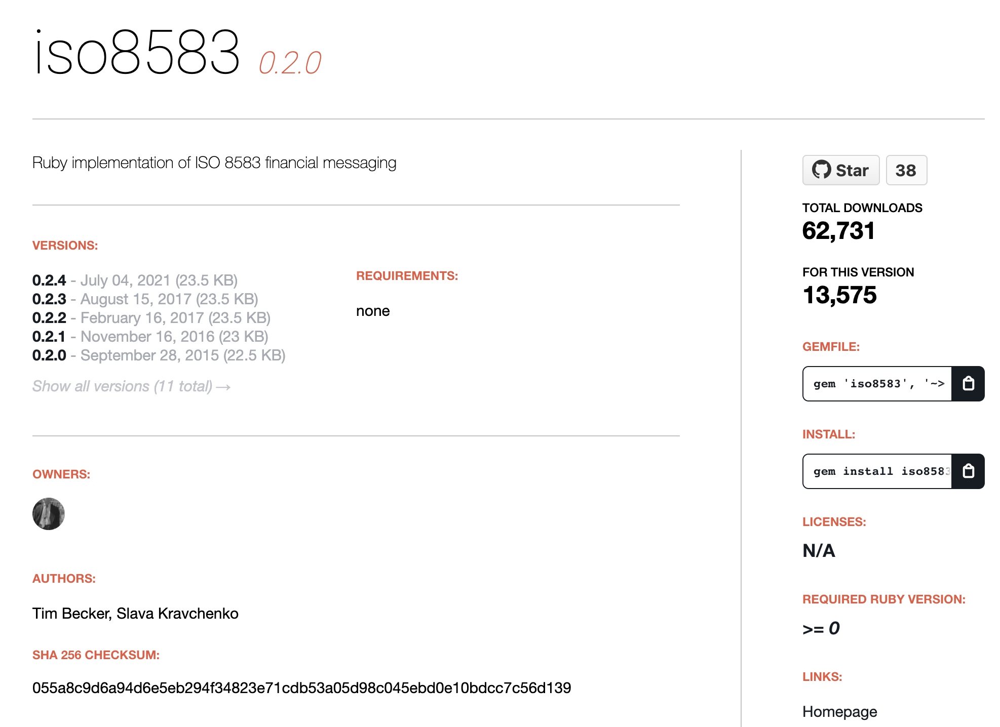 iso8583 0.2.0
Ruby implementation of ISO 8583 financial messaging
VERSIONS:
0.2.4 - July 04, 2021 (23.5 KB)
0.2.3 - August 15, 2017 (23.5 KB)
0.2.2 - February 16, 2017 (23.5 KB)
0.2.1 - November 16, 2016 (23 KB)
0.2.0 - September 28, 2015 (22.5 KB)
Show all versions (11 total) →
REQUIREMENTS:
none
OWNERS:
AUTHORS:
Tim Becker, Slava Kravchenko
SHA 256 CHECKSUM:
055a8c9d6a94d6e5eb294f34823e71cdb53a05d98c045ebd0e10bdcc7c56d139
Star 38
TOTAL DOWNLOADS
62,731
FOR THIS VERSION
13,575
GEMFILE:
gem 'iso8583', '~>
INSTALL:
gem install iso8583
LICENSES:
N/A
REQUIRED RUBY VERSION:
>= 0
LINKS:
Homepage